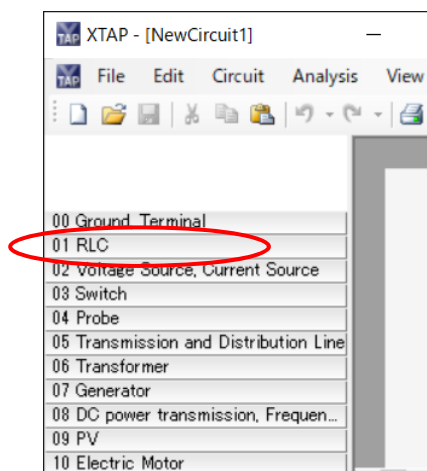 XTAP - [NewCircuit1]
File Edit Circuit Analysis View
00 Ground, Terminal
01 RLC
02 Voltage Source, Current Source
03 Switch
04 Probe
05 Transmission and Distribution Line
06 Transformer
07 Generator
08 DC power transmission, Frequen...
09 PV
10 Electric Motor